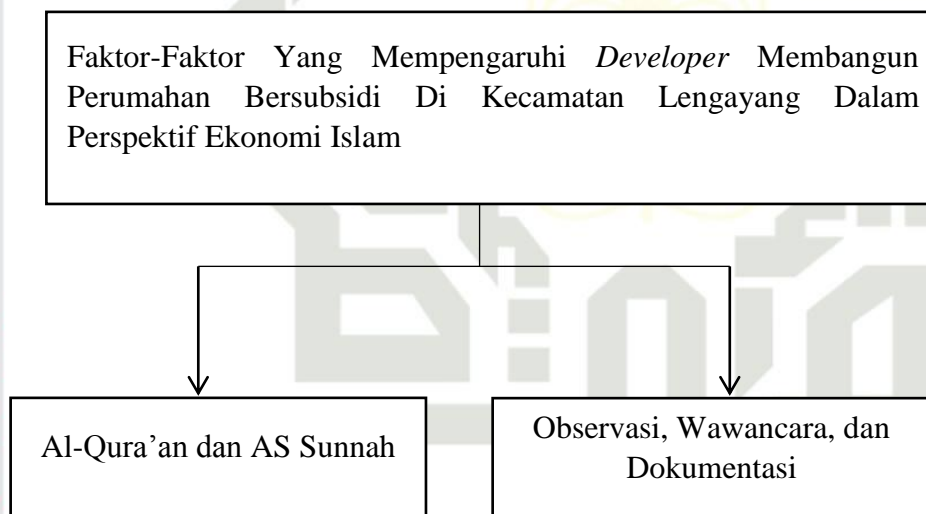 Faktor-Faktor Yang Mempengaruhi Developer Membangun
Perumahan Bersubsidi Di Kecamatan Lengayang Dalam
Perspektif Ekonomi Islam
Al-Qura’an dan AS Sunnah
Observasi, Wawancara, dan
Dokumentasi